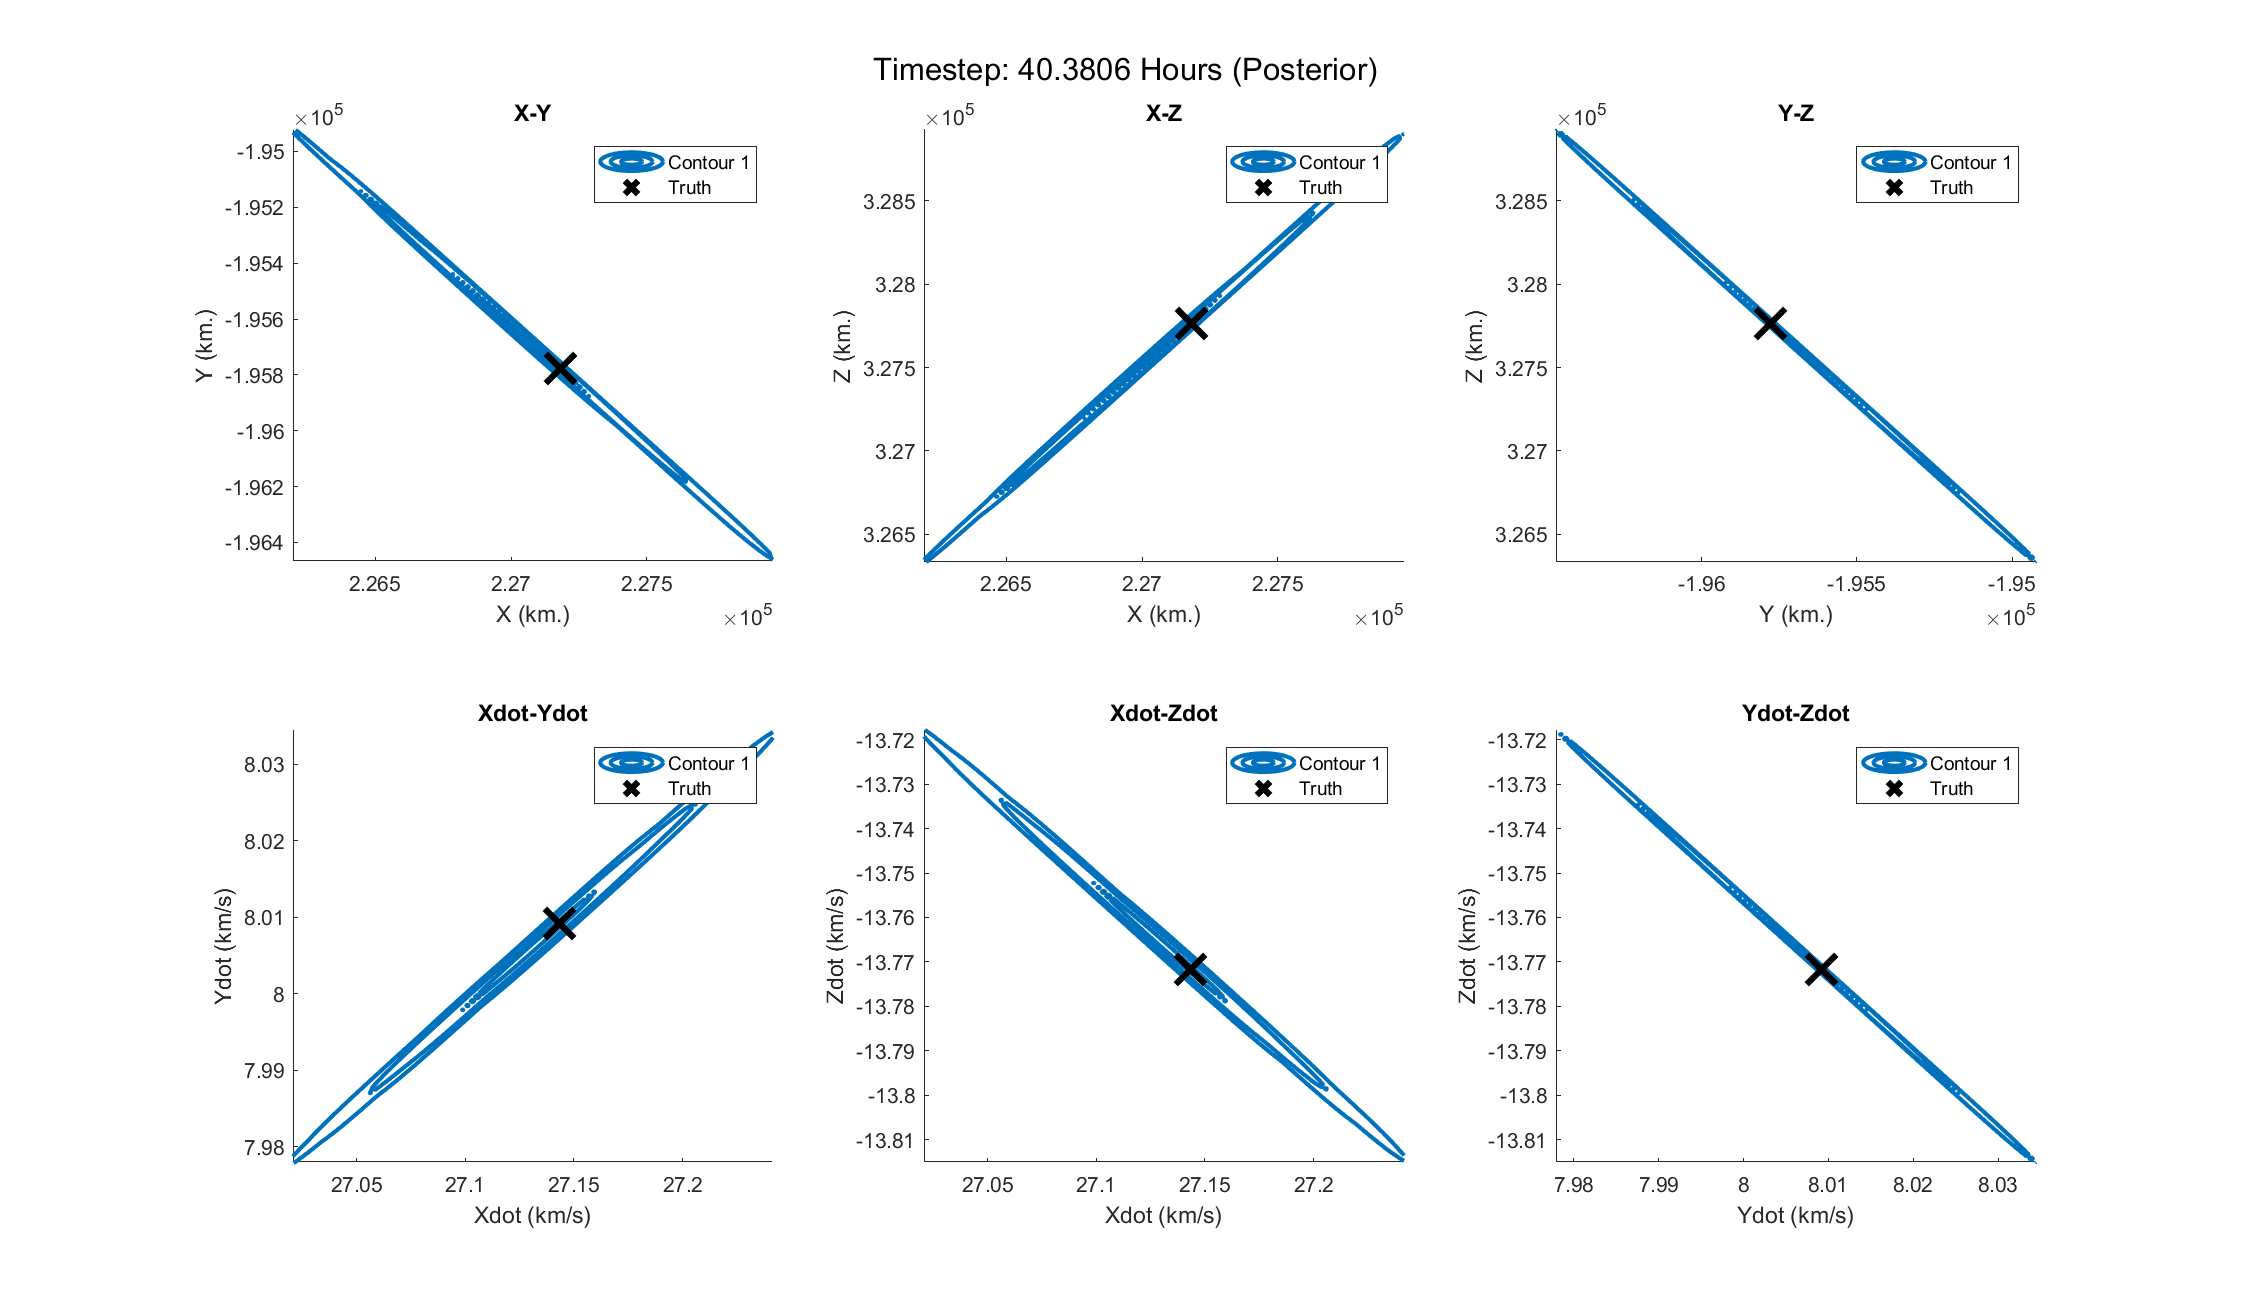 Timestep: 40.3806 Hours (Posterior)
X-Y
×10^5
-1.95
-1.952
-1.954
-1.956
-1.958
-1.96
-1.962
-1.964
Y (km.)
2.265 2.27 2.275
X (km.)
×10^5
Contour 1
Truth
X-Z
×10^5
3.285
3.28
3.275
3.27
3.265
Z (km.)
2.265 2.27 2.275
X (km.)
×10^5
Contour 1
Truth
Y-Z
×10^5
3.285
3.28
3.275
3.27
3.265
Z (km.)
-1.96 -1.955 -1.95
Y (km.)
×10^5
Contour 1
Truth
Xdot-Ydot
8.03
8.02
8.01
8
7.99
7.98
Ydot (km/s)
27.05 27.1 27.15 27.2
Xdot (km/s)
Contour 1
Truth
Xdot-Zdot
-13.72
-13.73
-13.74
-13.75
-13.76
-13.77
-13.78
-13.79
-13.8
-13.81
Zdot (km/s)
27.05 27.1 27.15 27.2
Xdot (km/s)
Contour 1
Truth
Ydot-Zdot
-13.72
-13.73
-13.74
-13.75
-13.76
-13.77
-13.78
-13.79
-13.8
-13.81
Zdot (km/s)
7.98 7.99 8 8.01 8.02 8.03
Ydot (km/s)
Contour 1
Truth